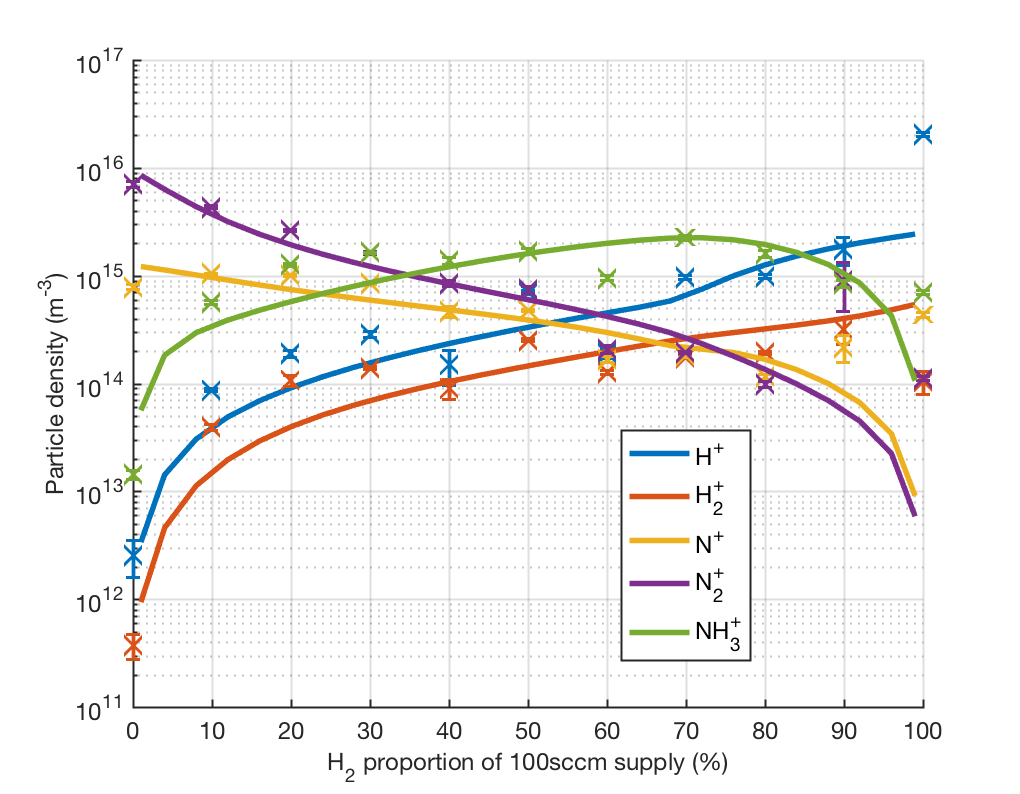 10^17
10^16
10^15
10^14
10^13
10^12
10^11
Particle density (m^-3)
H^+
H_2^+
N^+
N_2^+
NH_3^+
0 10 20 30 40 50 60 70 80 90 100
H_2 proportion of 100sccm supply (%)